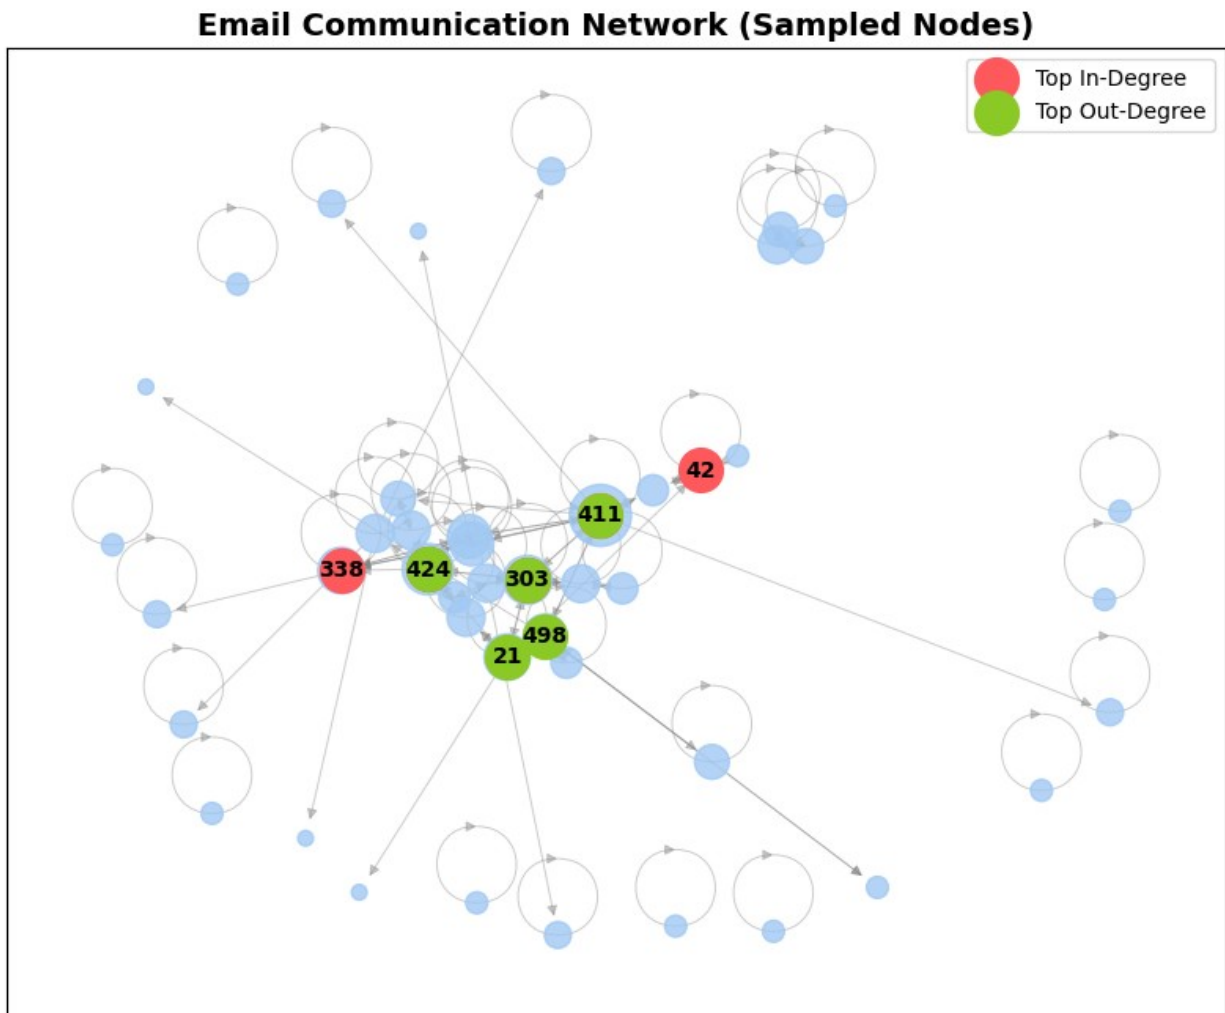 Email Communication Network (Sampled Nodes)
Top In-Degree
Top Out-Degree
42
411
338
424
303
498
21